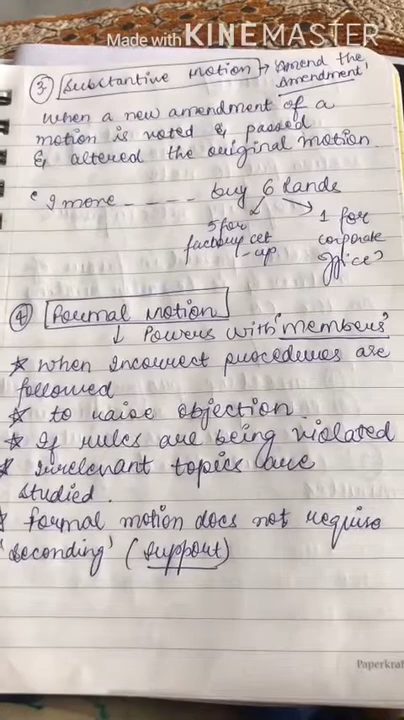 Made with KINEMASTER
③ Substantive Motion → Amend the
Amendment'
When a new amendment of a
motion is voted & passed
& altered the original motion.
" I move ----- buy 6 lands
5 for
factory set
-up
1 for
corporate
office"
④ Formal Motion
↓ Powers with 'members'
* When incorrect procedures are
followed
* to raise objection
* If rules are being violated
* irrelevant topics are
studied.
* formal motion does not require
'seconding' (support)
Paperkraf